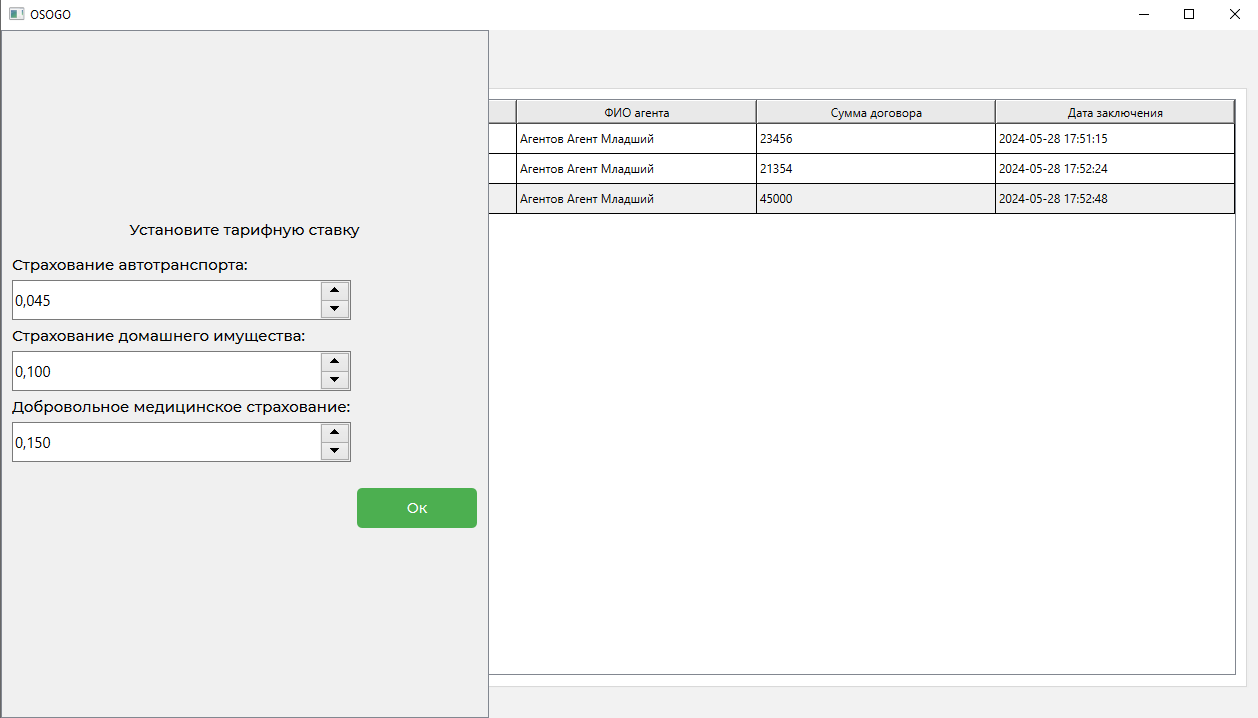 OSOGO
ФИО агента Сумма договора Дата заключения
Агентов Агент Младший 23456 2024-05-28 17:51:15
Агентов Агент Младший 21354 2024-05-28 17:52:24
Агентов Агент Младший 45000 2024-05-28 17:52:48
Установите тарифную ставку
Страхование автотранспорта:
0,045
Страхование домашнего имущества:
0,100
Добровольное медицинское страхование:
0,150
Ок